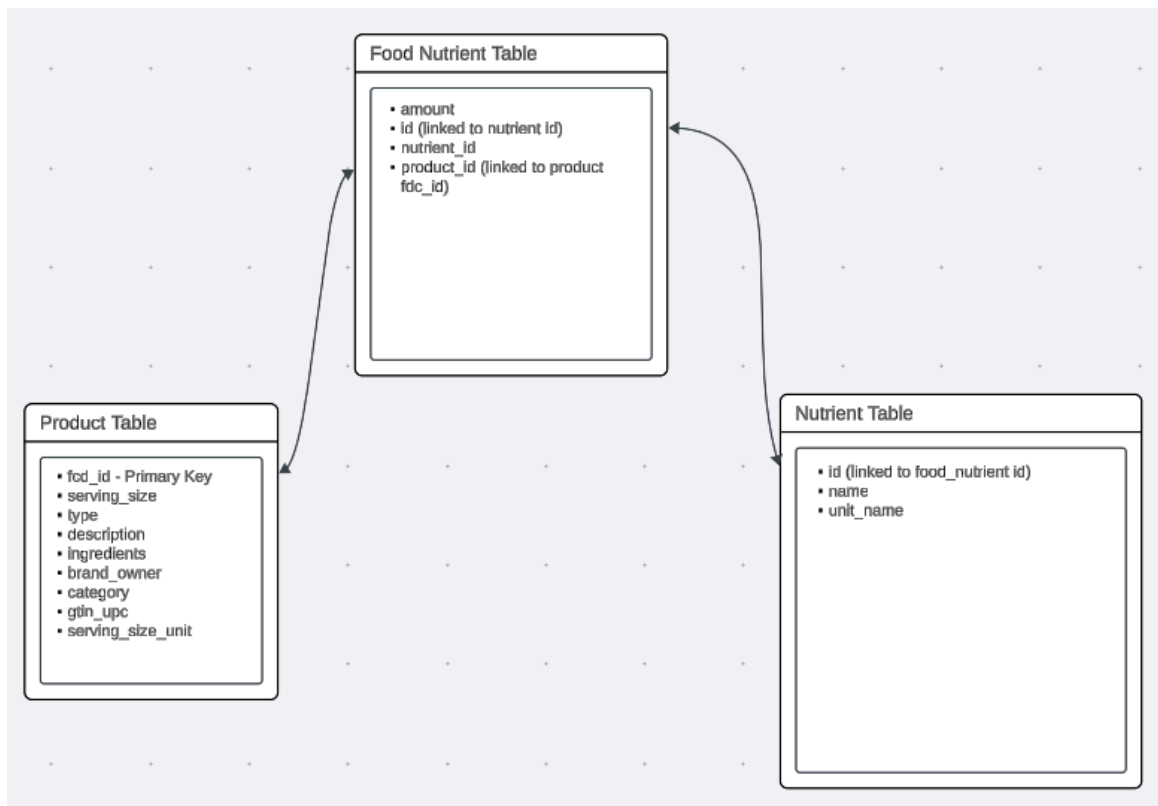 Food Nutrient Table
▪ amount
▪ id (linked to nutrient id)
▪ nutrient_id
▪ product_id (linked to product
fdc_id)
Product Table
▪ fcd_id - Primary Key
▪ serving_size
▪ type
▪ description
▪ ingredients
▪ brand_owner
▪ category
▪ gtin_upc
▪ serving_size_unit
Nutrient Table
▪ id (linked to food_nutrient id)
▪ name
▪ unit_name